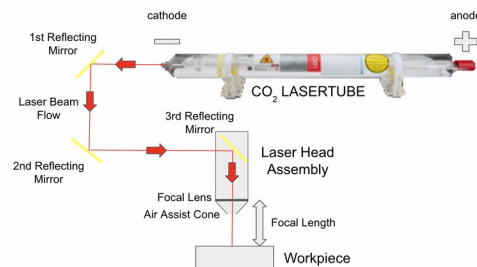 cathode
anode
1st Reflecting
Mirror
CO2 LASERTUBE
Laser Beam
Flow
3rd Reflecting
Mirror
2nd Reflecting
Mirror
Laser Head
Assembly
Focal Lens
Air Assist Cone
Focal Length
Workpiece